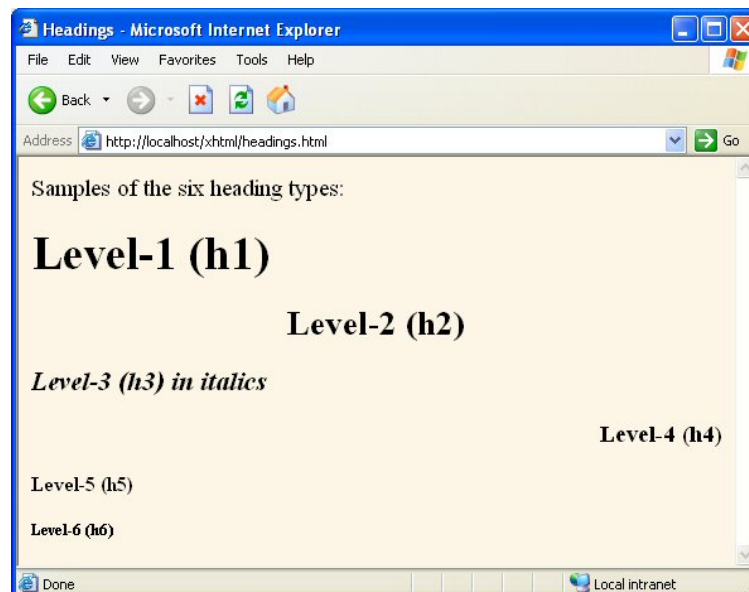 Headings - Microsoft Internet Explorer
File Edit View Favorites Tools Help
Back
Address http://localhost/xhtml/headings.html Go
Samples of the six heading types:
Level-1 (h1)
Level-2 (h2)
Level-3 (h3) in italics
Level-4 (h4)
Level-5 (h5)
Level-6 (h6)
Done Local intranet